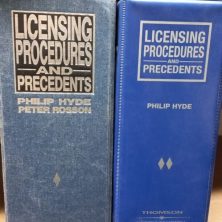 LICENSING
PROCEDURES
AND
PRECEDENTS
PHILIP HYDE
PETER ROSSON
LICENSING
PROCEDURES
AND
PRECEDENTS
PHILIP HYDE
THOMSON